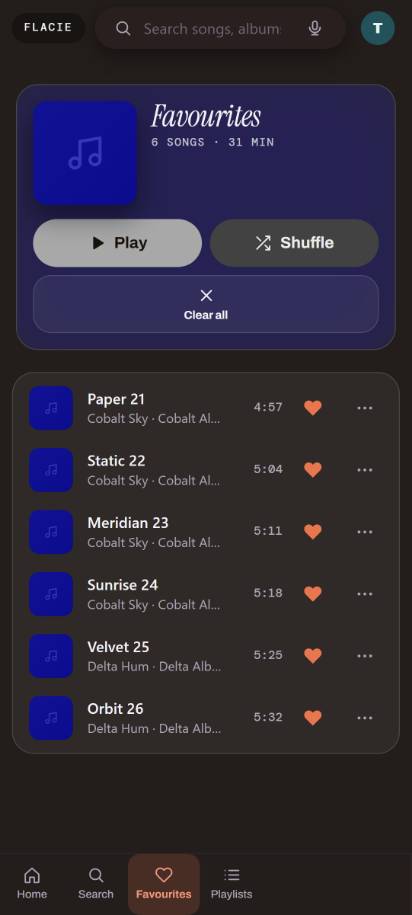 FLACIE
Search songs, album
T
Favourites
6 SONGS · 31 MIN
Play
Shuffle
Clear all
Paper 21
Cobalt Sky · Cobalt Al...
4:57
Static 22
Cobalt Sky · Cobalt Al...
5:04
Meridian 23
Cobalt Sky · Cobalt Al...
5:11
Sunrise 24
Cobalt Sky · Cobalt Al...
5:18
Velvet 25
Delta Hum · Delta Alb...
5:25
Orbit 26
Delta Hum · Delta Alb...
5:32
Home
Search
Favourites
Playlists